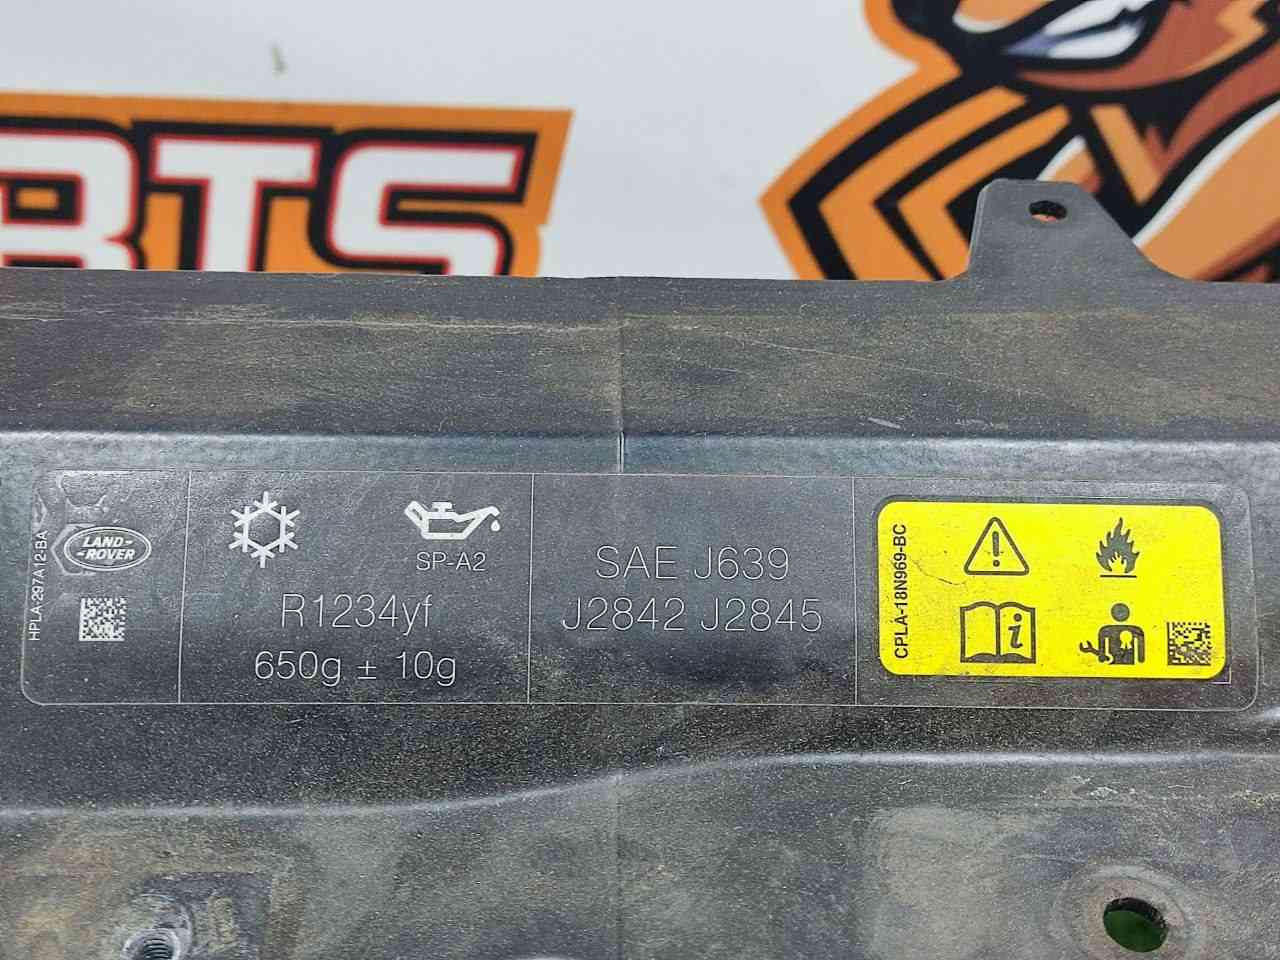 RTS
HPLA-297A12-BA
LAND-
-ROVER
SP-A2
R1234yf
650g ± 10g
SAE J639
J2842 J2845
CPLA-18N969-BC